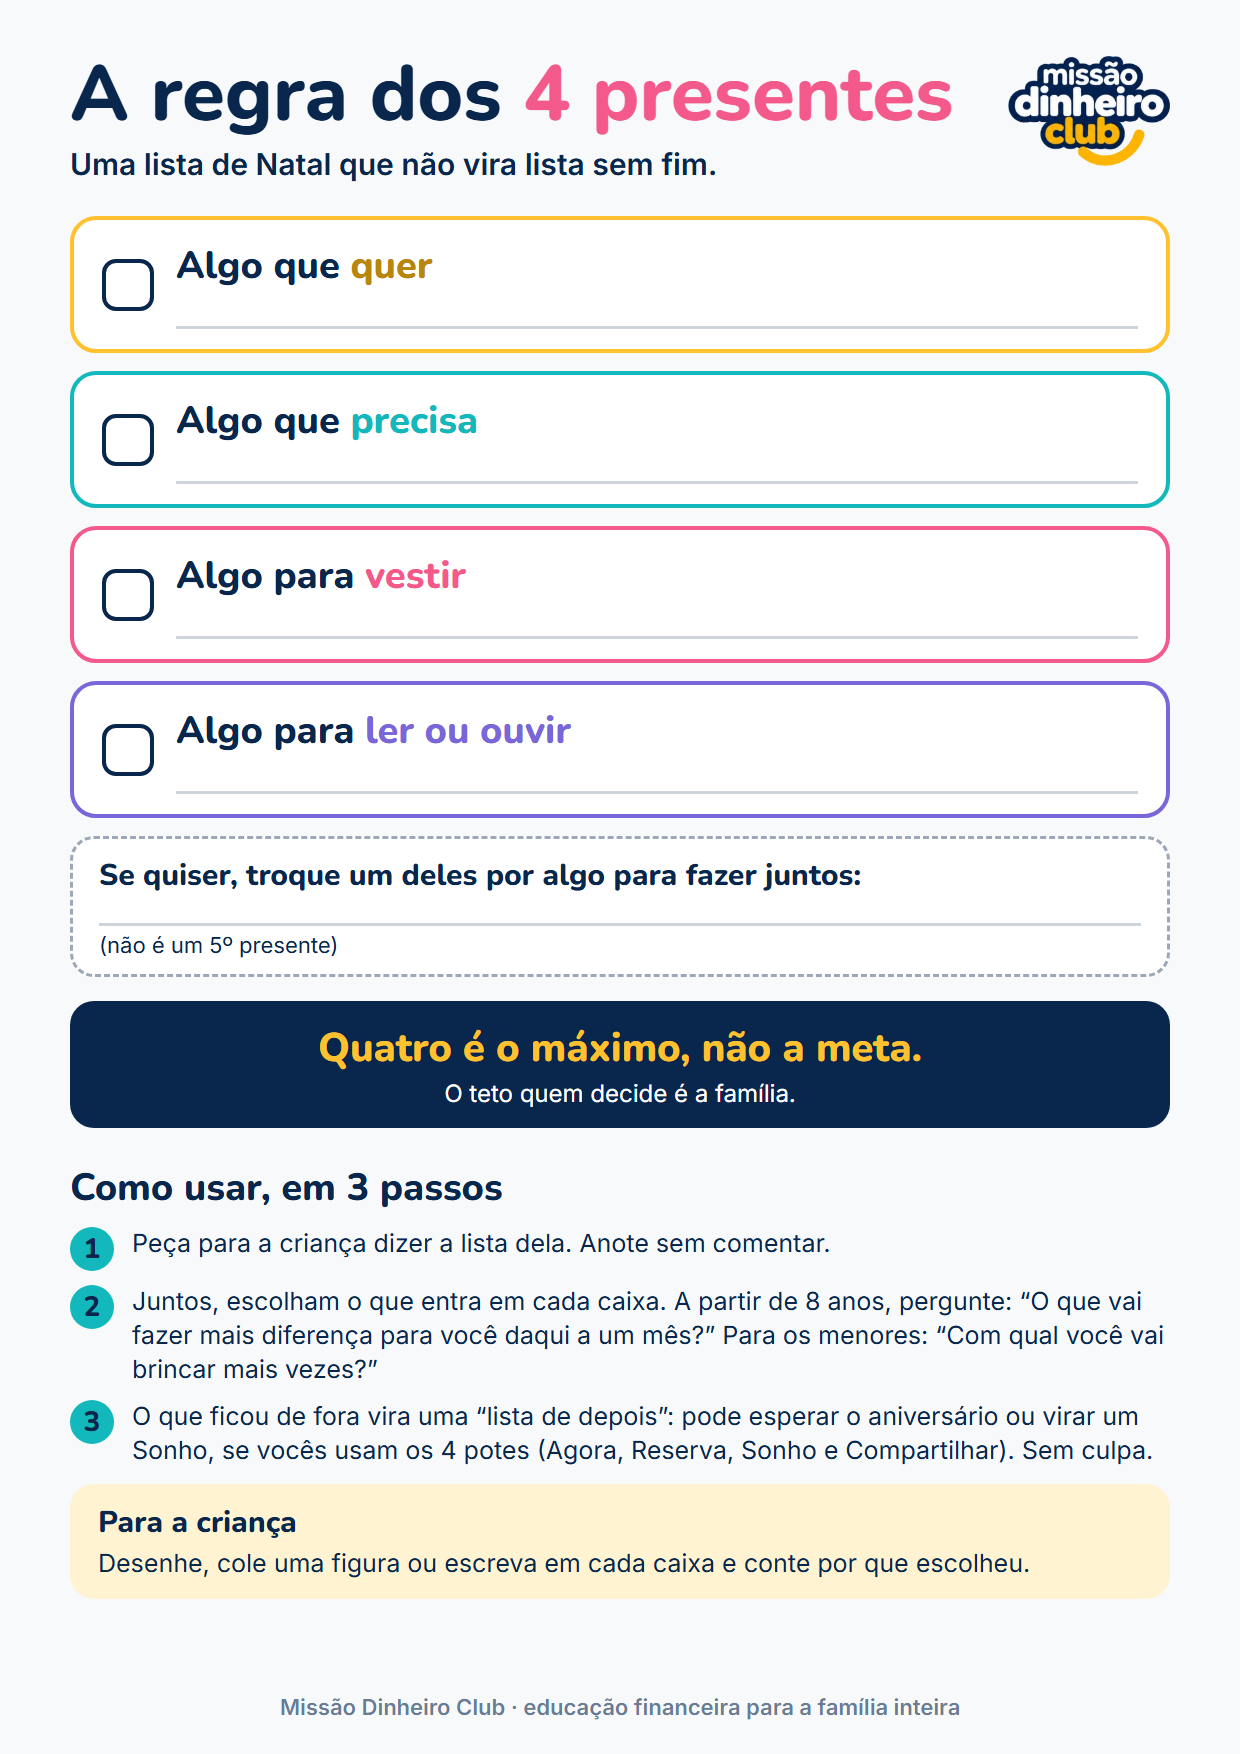 A regra dos 4 presentes
missão
dinheiro
club
Uma lista de Natal que não vira lista sem fim.
Algo que quer
Algo que precisa
Algo para vestir
Algo para ler ou ouvir
Se quiser, troque um deles por algo para fazer juntos:
(não é um 5º presente)
Quatro é o máximo, não a meta.
O teto quem decide é a família.
Como usar, em 3 passos
1 Peça para a criança dizer a lista dela. Anote sem comentar.
2 Juntos, escolham o que entra em cada caixa. A partir de 8 anos, pergunte: “O que vai
fazer mais diferença para você daqui a um mês?” Para os menores: “Com qual você vai
brincar mais vezes?”
3 O que ficou de fora vira uma “lista de depois”: pode esperar o aniversário ou virar um
Sonho, se vocês usam os 4 potes (Agora, Reserva, Sonho e Compartilhar). Sem culpa.
Para a criança
Desenhe, cole uma figura ou escreva em cada caixa e conte por que escolheu.
Missão Dinheiro Club · educação financeira para a família inteira